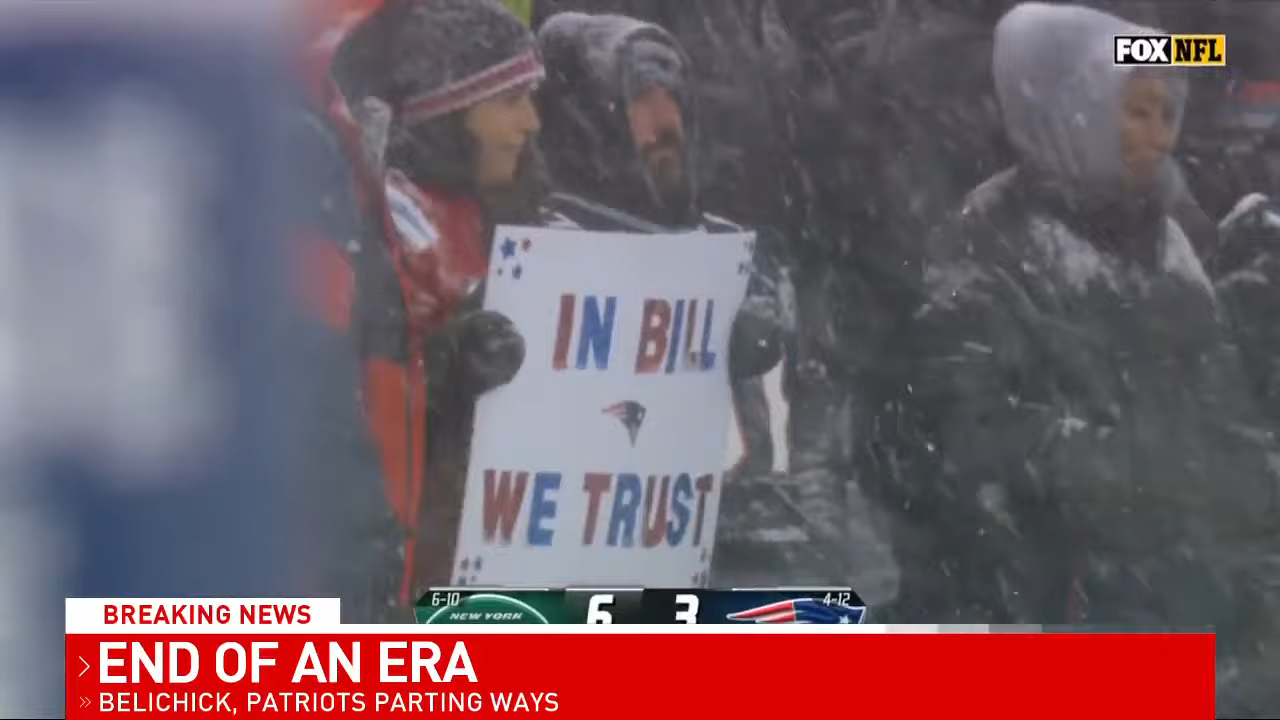 FOX NFL
IN BILL
WE TRUST
6-10
NEW YORK
6
3
4-12
BREAKING NEWS
END OF AN ERA
BELICHICK, PATRIOTS PARTING WAYS